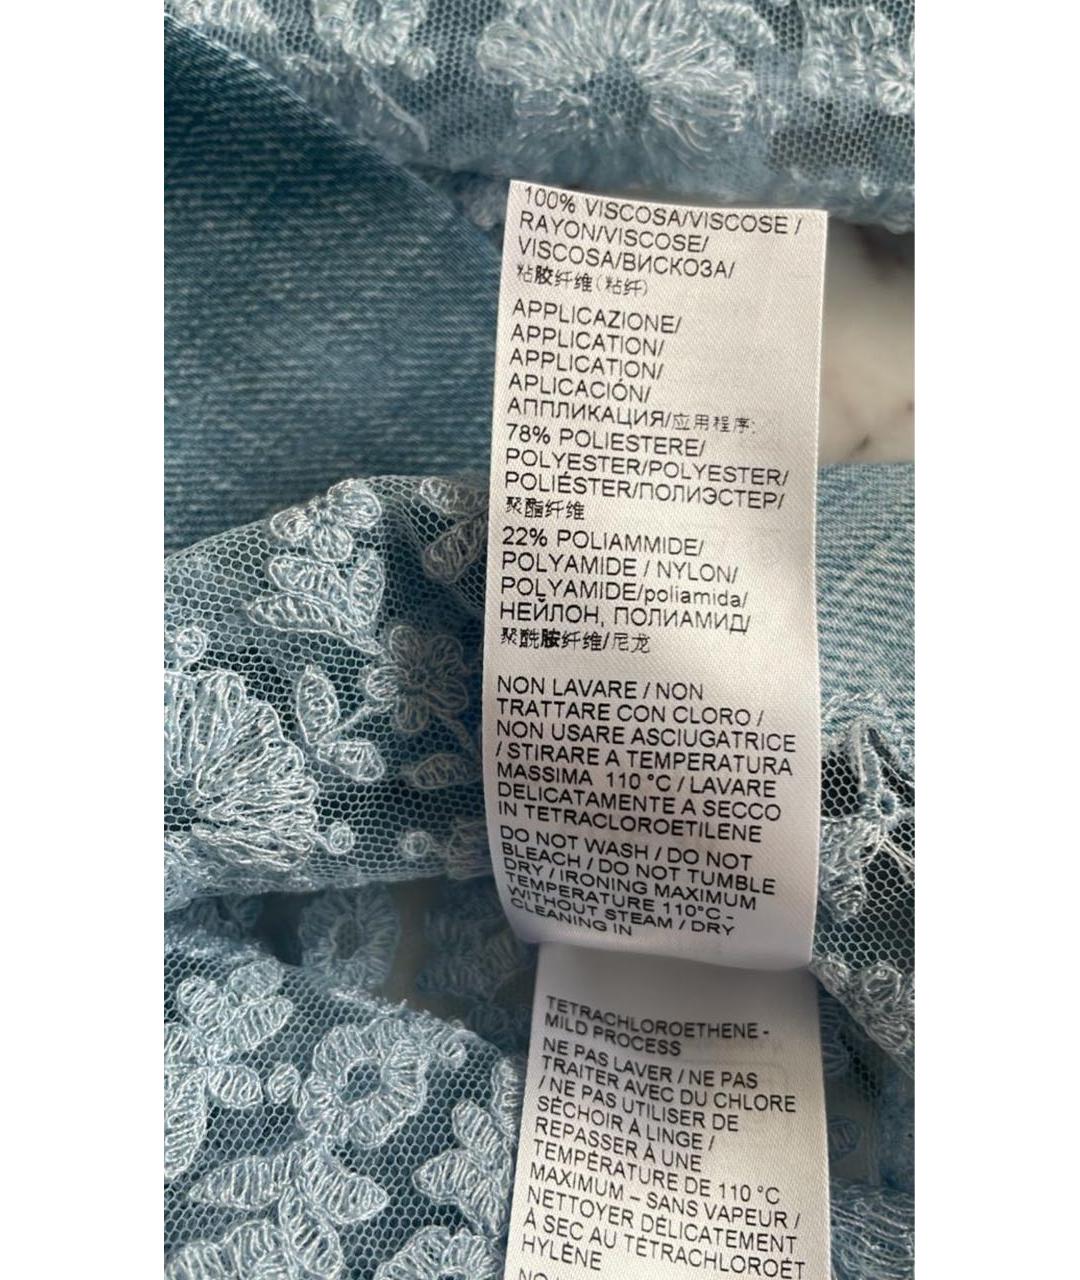 100% VISCOSA/VISCOSE /
RAYON/VISCOSE/
VISCOSA/ВИСКОЗА/
粘胶纤维(粘纤)
APPLICAZIONE/
APPLICATION/
APPLICATION/
APLICACIÓN/
АППЛИКАЦИЯ/应用程序:
78% POLIESTERE/
POLYESTER/POLYESTER/
POLIÉSTER/ПОЛИЭСТЕР/
聚酯纤维
22% POLIAMMIDE/
POLYAMIDE / NYLON/
POLYAMIDE/poliamida/
НЕЙЛОН, ПОЛИАМИД/
聚酰胺纤维/尼龙
NON LAVARE / NON
TRATTARE CON CLORO /
NON USARE ASCIUGATRICE
/ STIRARE A TEMPERATURA
MASSIMA 110 °C / LAVARE
DELICATAMENTE A SECCO
IN TETRACLOROETILENE
DO NOT WASH / DO NOT
BLEACH / DO NOT TUMBLE
DRY / IRONING MAXIMUM
TEMPERATURE 110°C -
WITHOUT STEAM / DRY
CLEANING IN
TETRACHLOROETHENE -
MILD PROCESS
NE PAS LAVER / NE PAS
TRAITER AVEC DU CHLORE
/ NE PAS UTILISER DE
SÉCHOIR À LINGE /
REPASSER À UNE
TEMPÉRATURE DE 110 °C
MAXIMUM – SANS VAPEUR /
NETTOYER DÉLICATEMENT
À SEC AU TÉTRACHLOROÉT
HYLÈNE